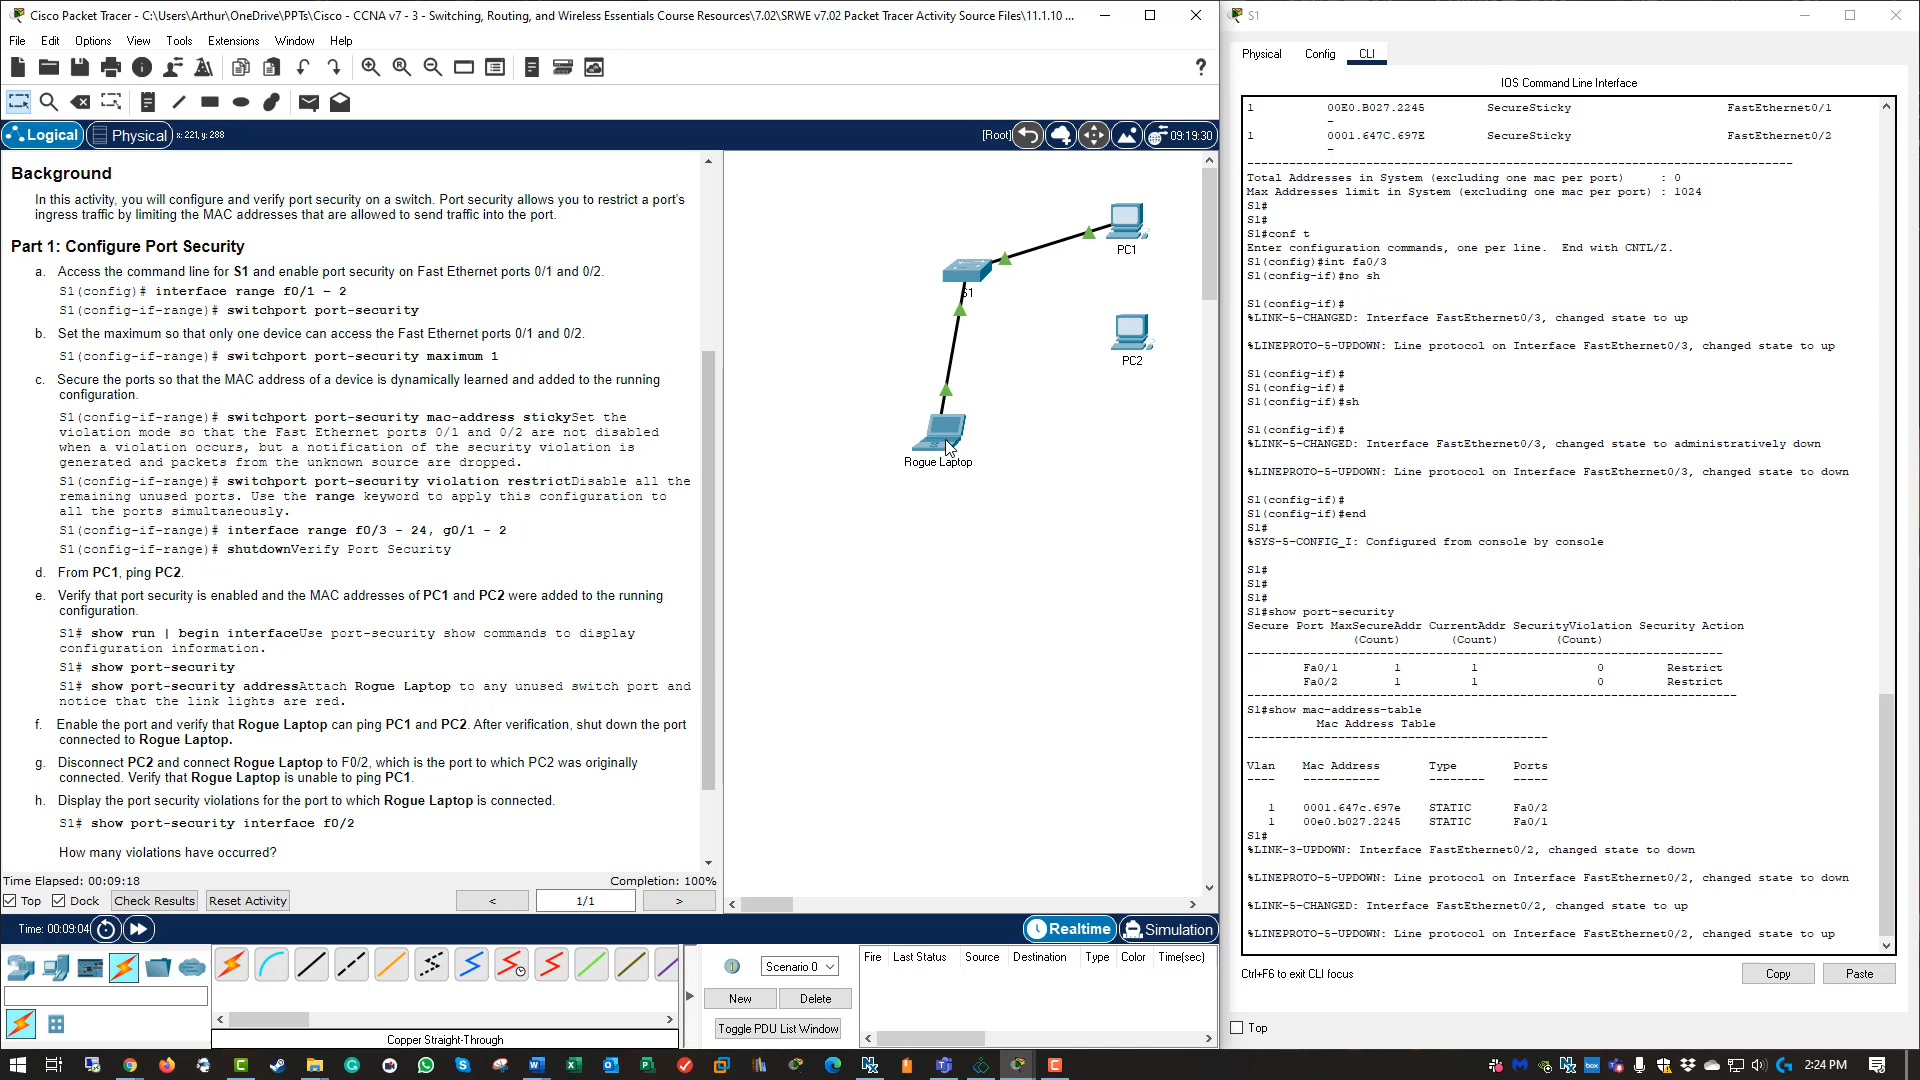 Cisco Packet Tracer - C:\Users\Arthur\OneDrive\PPTs\Cisco - CCNA v7 - 3 - Switching, Routing, and Wireless Essentials Course Resources\7.02\SRWE v7.02 Packet Tracer Activity Source Files\11.1.10 ...
File Edit Options View Tools Extensions Window Help
?
Logical Physical x: 221, y: 288
[Root] 09:19:30
Background
In this activity, you will configure and verify port security on a switch. Port security allows you to restrict a port's
ingress traffic by limiting the MAC addresses that are allowed to send traffic into the port.
Part 1: Configure Port Security
a. Access the command line for S1 and enable port security on Fast Ethernet ports 0/1 and 0/2.
S1(config)# interface range f0/1 – 2
S1(config-if-range)# switchport port-security
b. Set the maximum so that only one device can access the Fast Ethernet ports 0/1 and 0/2.
S1(config-if-range)# switchport port-security maximum 1
c. Secure the ports so that the MAC address of a device is dynamically learned and added to the running
configuration.
S1(config-if-range)# switchport port-security mac-address stickySet the
violation mode so that the Fast Ethernet ports 0/1 and 0/2 are not disabled
when a violation occurs, but a notification of the security violation is
generated and packets from the unknown source are dropped.
S1(config-if-range)# switchport port-security violation restrictDisable all the
remaining unused ports. Use the range keyword to apply this configuration to
all the ports simultaneously.
S1(config-if-range)# interface range f0/3 - 24, g0/1 - 2
S1(config-if-range)# shutdownVerify Port Security
d. From PC1, ping PC2.
e. Verify that port security is enabled and the MAC addresses of PC1 and PC2 were added to the running
configuration.
S1# show run | begin interfaceUse port-security show commands to display
configuration information.
S1# show port-security
S1# show port-security addressAttach Rogue Laptop to any unused switch port and
notice that the link lights are red.
f. Enable the port and verify that Rogue Laptop can ping PC1 and PC2. After verification, shut down the port
connected to Rogue Laptop.
g. Disconnect PC2 and connect Rogue Laptop to F0/2, which is the port to which PC2 was originally
connected. Verify that Rogue Laptop is unable to ping PC1.
h. Display the port security violations for the port to which Rogue Laptop is connected.
S1# show port-security interface f0/2
How many violations have occurred?
Time Elapsed: 00:09:18 Completion: 100%
Top Dock Check Results Reset Activity < 1/1 >
PC1
S1
PC2
Rogue Laptop
Time: 00:09:04 Realtime Simulation
Scenario 0
New Delete
Toggle PDU List Window
Fire Last Status Source Destination Type Color Time(sec)
Copper Straight-Through
S1
Physical Config CLI
IOS Command Line Interface
1 00E0.B027.2245 SecureSticky FastEthernet0/1
-
1 0001.647C.697E SecureSticky FastEthernet0/2
-
------------------------------------------------------------------------------
Total Addresses in System (excluding one mac per port) : 0
Max Addresses limit in System (excluding one mac per port) : 1024
S1#
S1#
S1#conf t
Enter configuration commands, one per line. End with CNTL/Z.
S1(config)#int fa0/3
S1(config-if)#no sh
S1(config-if)#
%LINK-5-CHANGED: Interface FastEthernet0/3, changed state to up
%LINEPROTO-5-UPDOWN: Line protocol on Interface FastEthernet0/3, changed state to up
S1(config-if)#
S1(config-if)#
S1(config-if)#sh
S1(config-if)#
%LINK-5-CHANGED: Interface FastEthernet0/3, changed state to administratively down
%LINEPROTO-5-UPDOWN: Line protocol on Interface FastEthernet0/3, changed state to down
S1(config-if)#
S1(config-if)#end
S1#
%SYS-5-CONFIG_I: Configured from console by console
S1#
S1#
S1#
S1#show port-security
Secure Port MaxSecureAddr CurrentAddr SecurityViolation Security Action
(Count) (Count) (Count)
--------------------------------------------------------------------
Fa0/1 1 1 0 Restrict
Fa0/2 1 1 0 Restrict
----------------------------------------------------------------------
S1#show mac-address-table
Mac Address Table
-------------------------------------------
Vlan Mac Address Type Ports
---- ----------- -------- -----
1 0001.647c.697e STATIC Fa0/2
1 00e0.b027.2245 STATIC Fa0/1
S1#
%LINK-3-UPDOWN: Interface FastEthernet0/2, changed state to down
%LINEPROTO-5-UPDOWN: Line protocol on Interface FastEthernet0/2, changed state to down
%LINK-5-CHANGED: Interface FastEthernet0/2, changed state to up
%LINEPROTO-5-UPDOWN: Line protocol on Interface FastEthernet0/2, changed state to up
Ctrl+F6 to exit CLI focus Copy Paste
Top
2:24 PM